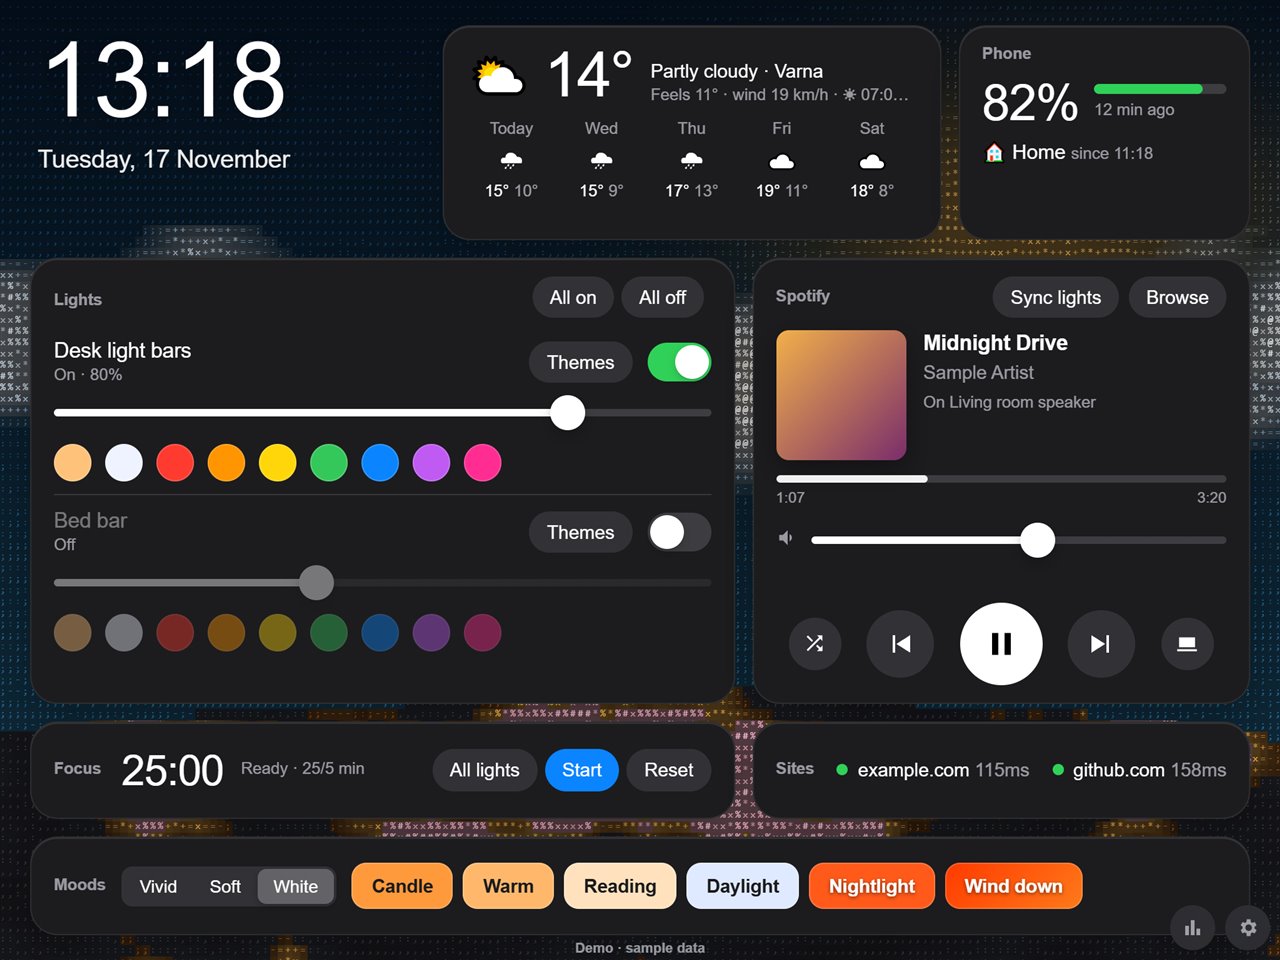 13:18
Tuesday, 17 November
14°
Partly cloudy · Varna
Feels 11° · wind 19 km/h · ☀ 07:0…
Today Wed Thu Fri Sat
15° 10° 15° 9° 17° 13° 19° 11° 18° 8°
Phone
82%
12 min ago
Home since 11:18
Lights
All on
All off
Desk light bars
On · 80%
Themes
Bed bar
Off
Themes
Spotify
Sync lights
Browse
Midnight Drive
Sample Artist
On Living room speaker
1:07
3:20
Focus
25:00
Ready · 25/5 min
All lights
Start
Reset
Sites
example.com 115ms
github.com 158ms
Moods
Vivid
Soft
White
Candle
Warm
Reading
Daylight
Nightlight
Wind down
Demo · sample data